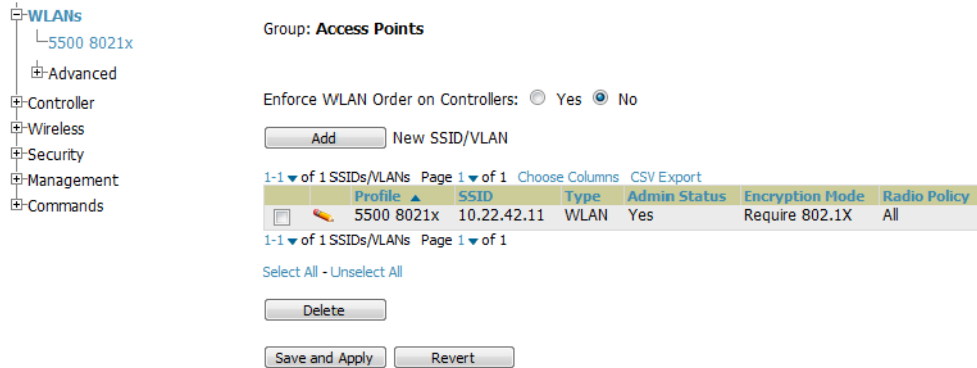 WLANs
5500 8021x
Advanced
Controller
Wireless
Security
Management
Commands
Group: Access Points
Enforce WLAN Order on Controllers: Yes No
Add New SSID/VLAN
1-1 of 1 SSIDs/VLANs Page 1 of 1 Choose Columns CSV Export
Profile SSID Type Admin Status Encryption Mode Radio Policy
5500 8021x 10.22.42.11 WLAN Yes Require 802.1X All
1-1 of 1 SSIDs/VLANs Page 1 of 1
Select All - Unselect All
Delete
Save and Apply Revert